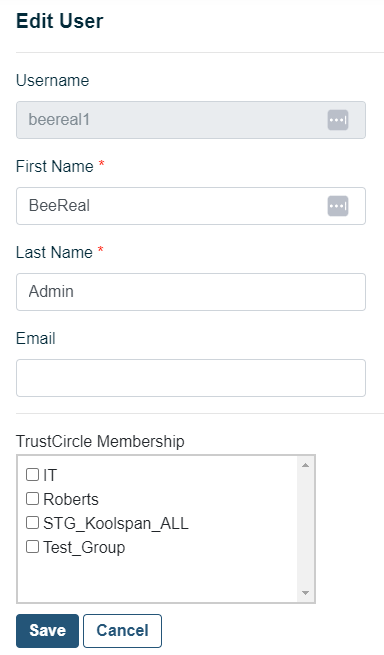 Edit User
Username
beereal1
First Name *
BeeReal
Last Name *
Admin
Email
TrustCircle Membership
IT
Roberts
STG_Koolspan_ALL
Test_Group
Save Cancel